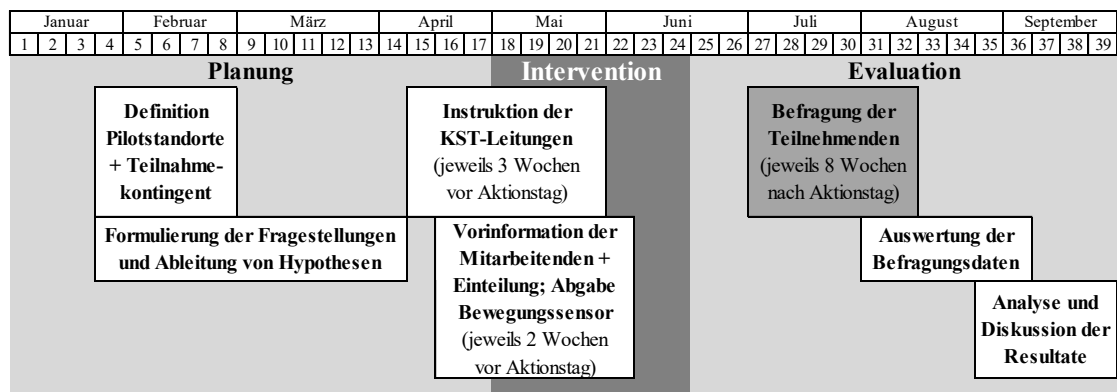 Januar Februar März April Mai Juni Juli August September
1 2 3 4 5 6 7 8 9 10 11 12 13 14 15 16 17 18 19 20 21 22 23 24 25 26 27 28 29 30 31 32 33 34 35 36 37 38 39
Planung Intervention Evaluation
Definition
Pilotstandorte
+ Teilnahme-
kontingent
Instruktion der
KST-Leitungen
(jeweils 3 Wochen
vor Aktionstag)
Befragung der
Teilnehmenden
(jeweils 8 Wochen
nach Aktionstag)
Formulierung der Fragestellungen
und Ableitung von Hypothesen
Vorinformation der
Mitarbeitenden +
Einteilung; Abgabe
Bewegungssensor
(jeweils 2 Wochen
vor Aktionstag)
Auswertung der
Befragungsdaten
Analyse und
Diskussion der
Resultate